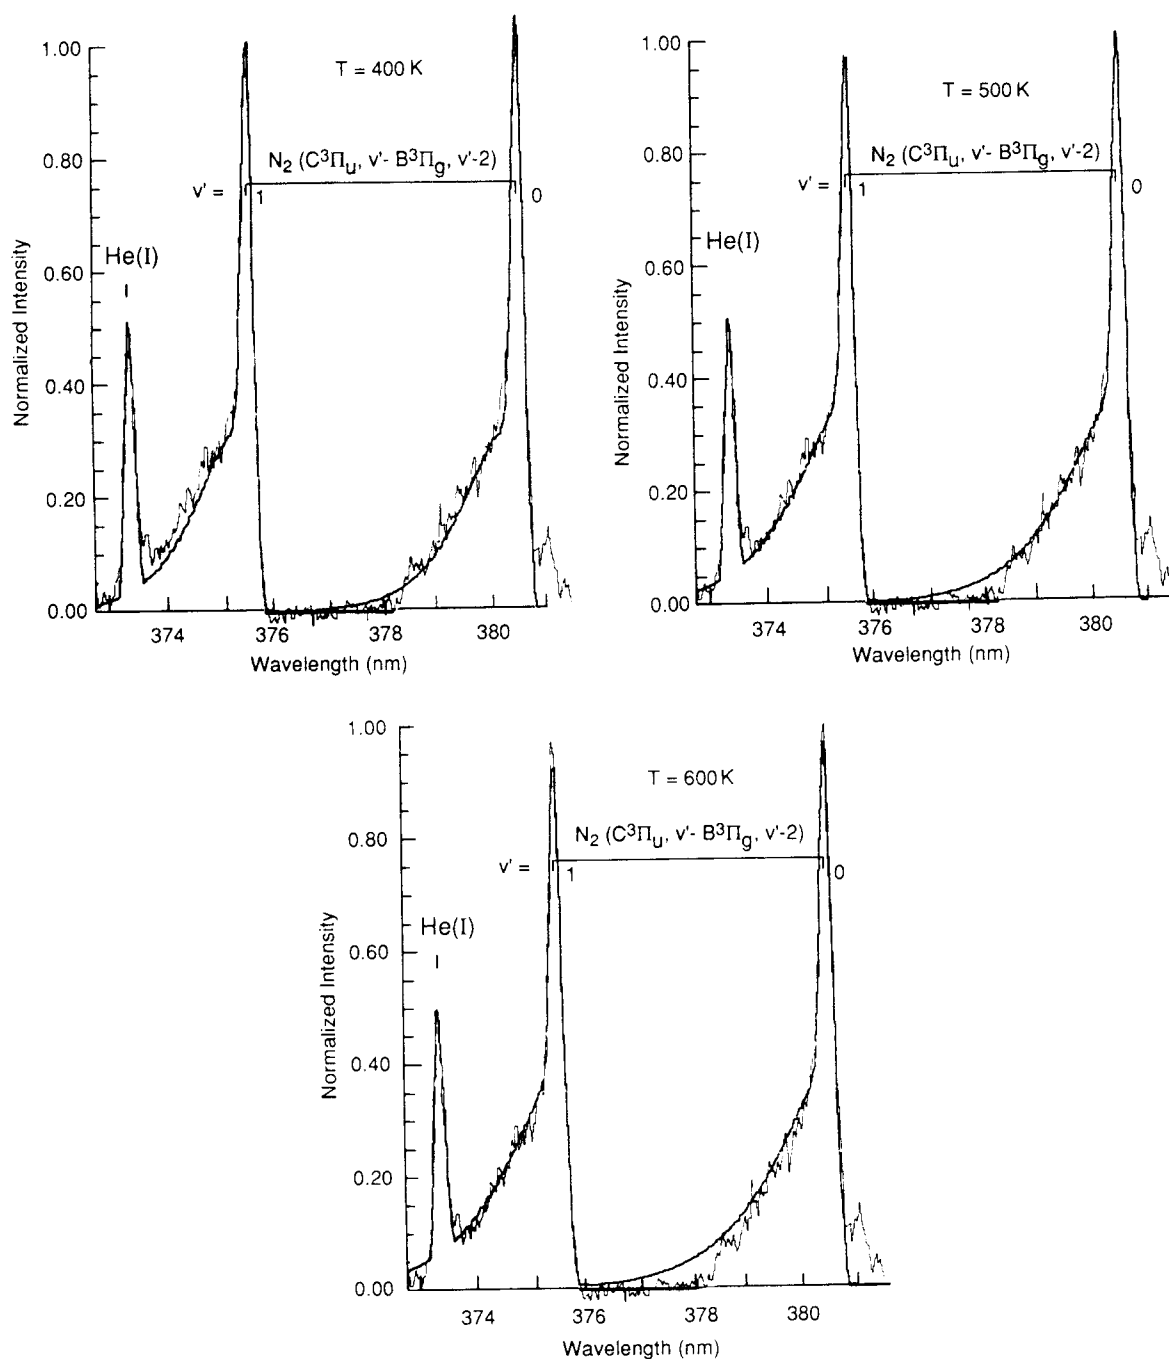 T = 400 K
N₂ (C³Πᵤ, v'- B³Π_g, v'-2)
v' = 1 0
He(I)
Normalized Intensity
1.00
0.80
0.60
0.40
0.20
0.00
374 376 378 380
Wavelength (nm)
T = 500 K
N₂ (C³Πᵤ, v'- B³Π_g, v'-2)
v' = 1 0
He(I)
Normalized Intensity
1.00
0.80
0.60
0.40
0.20
0.00
374 376 378 380
Wavelength (nm)
T = 600 K
N₂ (C³Πᵤ, v'- B³Π_g, v'-2)
v' = 1 0
He(I)
Normalized Intensity
1.00
0.80
0.60
0.40
0.20
0.00
374 376 378 380
Wavelength (nm)